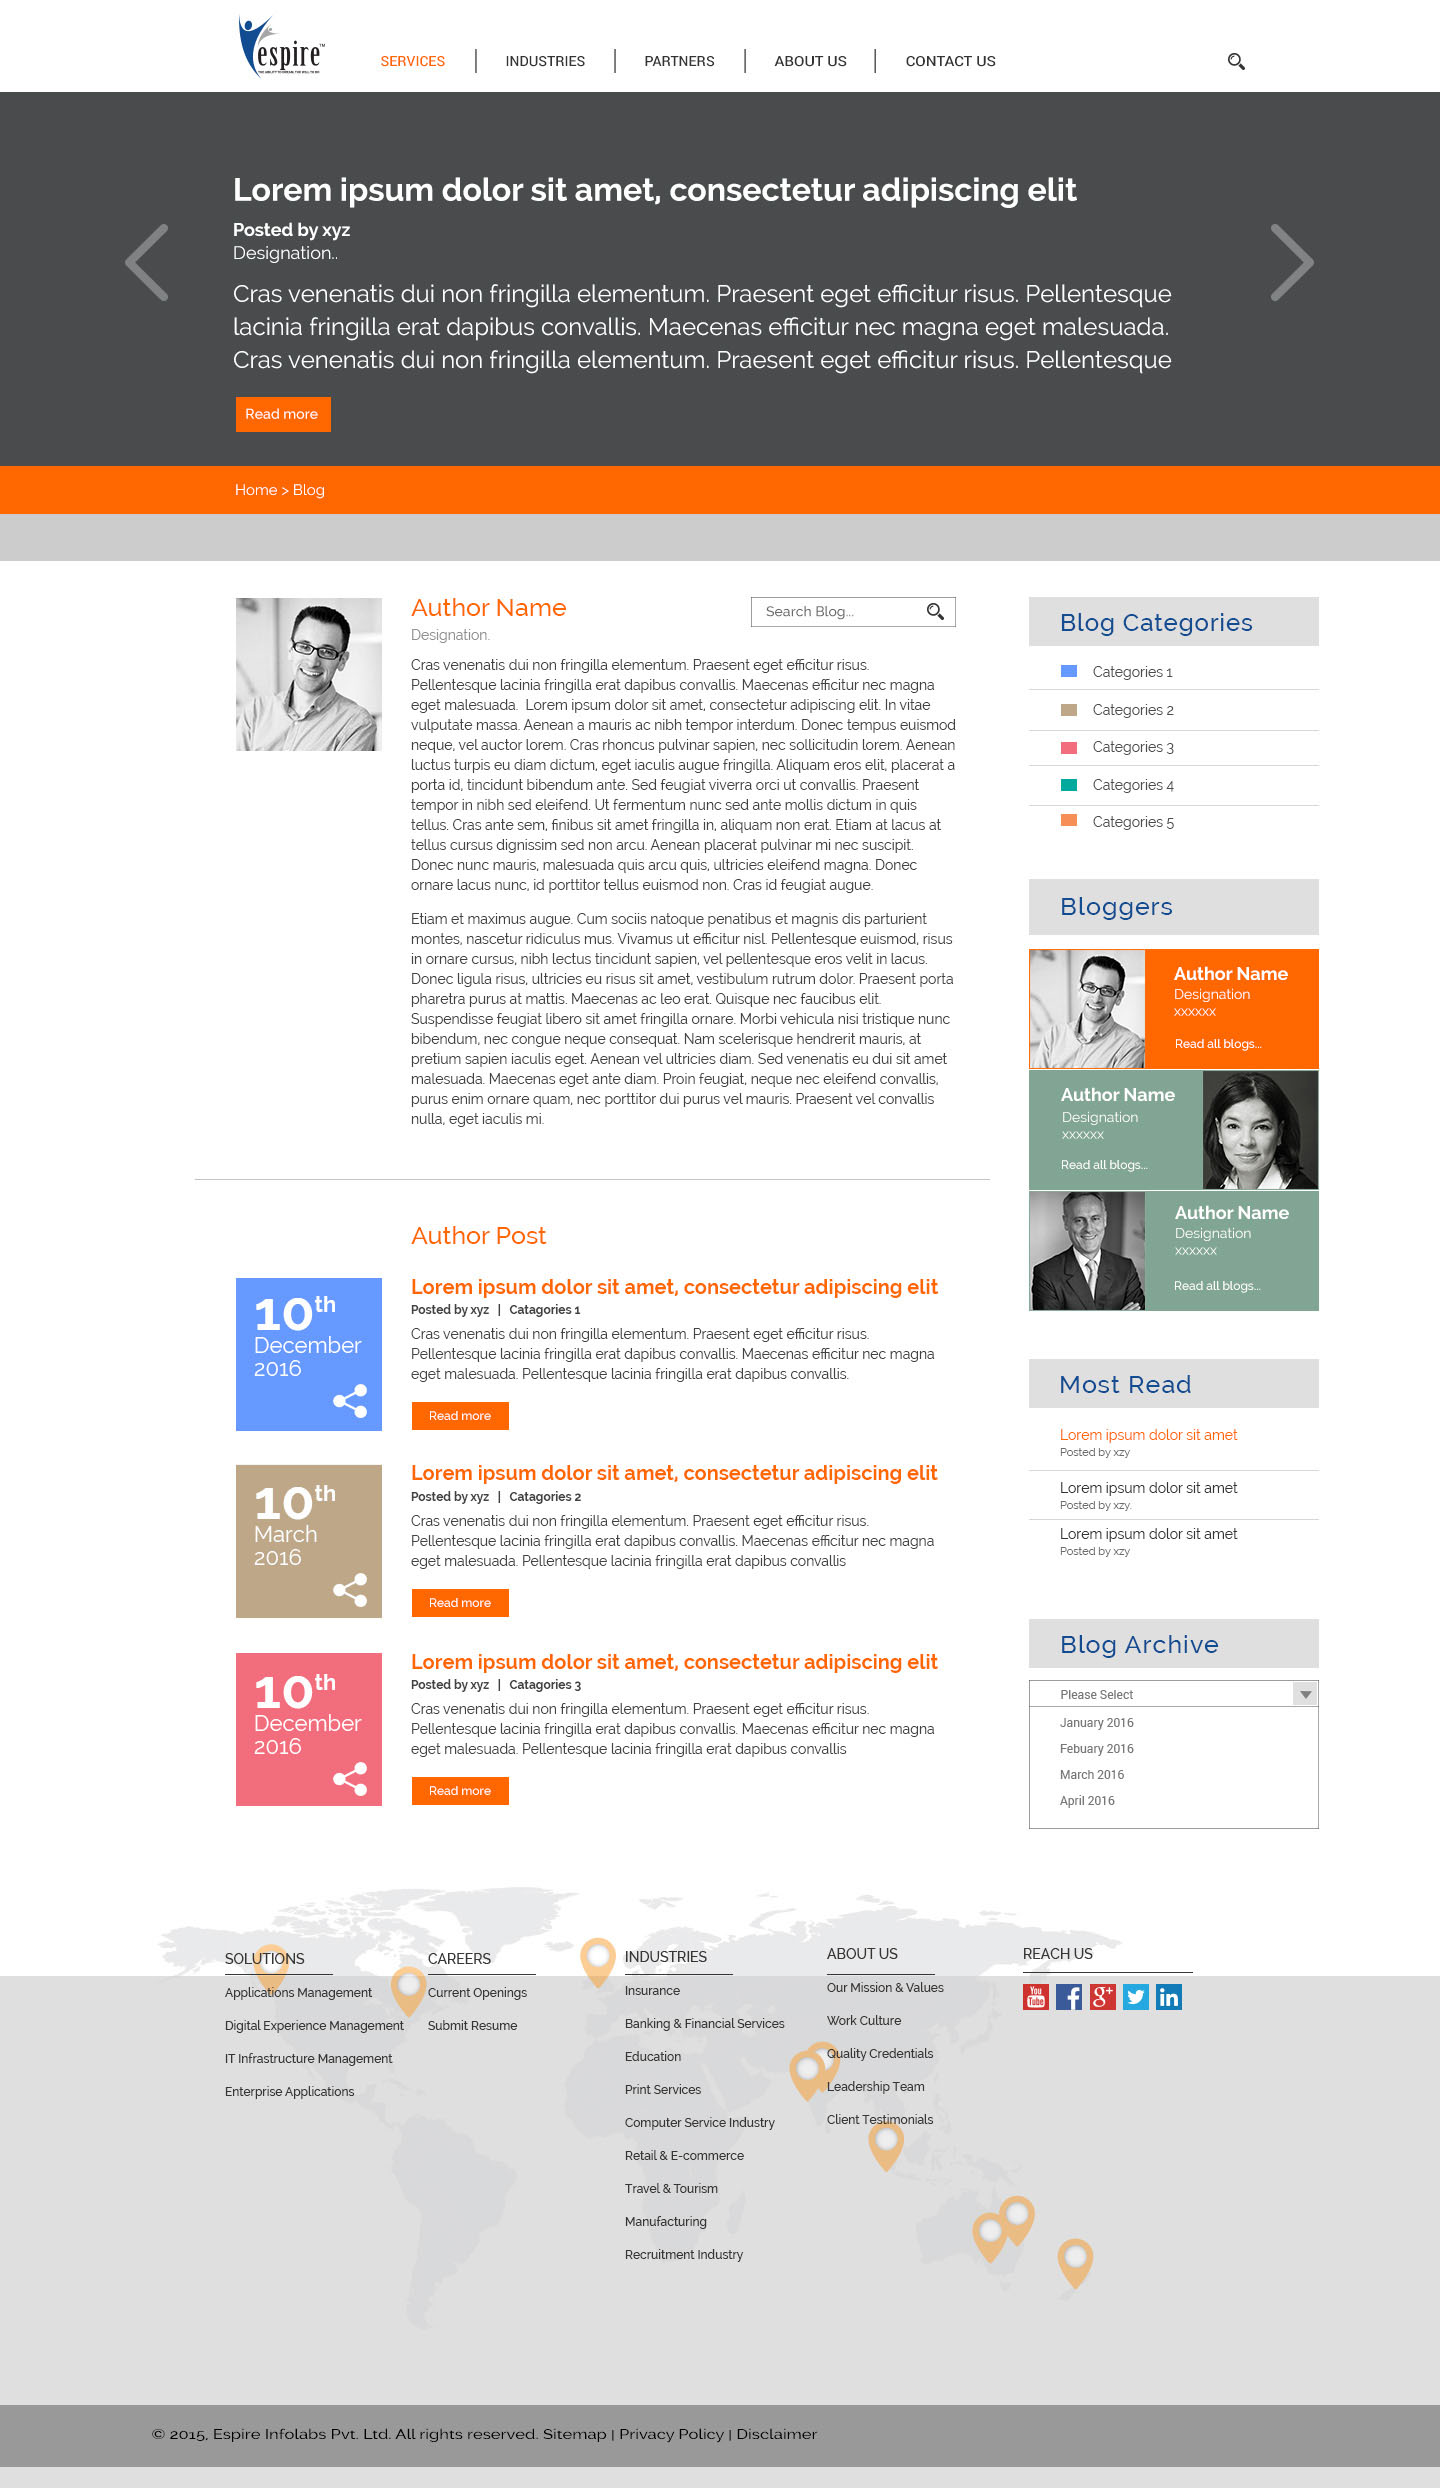 espire™
SERVICES
INDUSTRIES
PARTNERS
ABOUT US
CONTACT US
Lorem ipsum dolor sit amet, consectetur adipiscing elit
Posted by xyz
Designation..
Cras venenatis dui non fringilla elementum. Praesent eget efficitur risus. Pellentesque
lacinia fringilla erat dapibus convallis. Maecenas efficitur nec magna eget malesuada.
Cras venenatis dui non fringilla elementum. Praesent eget efficitur risus. Pellentesque
Read more
Home > Blog
Author Name
Designation.
Search Blog...
Cras venenatis dui non fringilla elementum. Praesent eget efficitur risus.
Pellentesque lacinia fringilla erat dapibus convallis. Maecenas efficitur nec magna
eget malesuada.  Lorem ipsum dolor sit amet, consectetur adipiscing elit. In vitae
vulputate massa. Aenean a mauris ac nibh tempor interdum. Donec tempus euismod
neque, vel auctor lorem. Cras rhoncus pulvinar sapien, nec sollicitudin lorem. Aenean
luctus turpis eu diam dictum, eget iaculis augue fringilla. Aliquam eros elit, placerat a
porta id, tincidunt bibendum ante. Sed feugiat viverra orci ut convallis. Praesent
tempor in nibh sed eleifend. Ut fermentum nunc sed ante mollis dictum in quis
tellus. Cras ante sem, finibus sit amet fringilla in, aliquam non erat. Etiam at lacus at
tellus cursus dignissim sed non arcu. Aenean placerat pulvinar mi nec suscipit.
Donec nunc mauris, malesuada quis arcu quis, ultricies eleifend magna. Donec
ornare lacus nunc, id porttitor tellus euismod non. Cras id feugiat augue.
Etiam et maximus augue. Cum sociis natoque penatibus et magnis dis parturient
montes, nascetur ridiculus mus. Vivamus ut efficitur nisl. Pellentesque euismod, risus
in ornare cursus, nibh lectus tincidunt sapien, vel pellentesque eros velit in lacus.
Donec ligula risus, ultricies eu risus sit amet, vestibulum rutrum dolor. Praesent porta
pharetra purus at mattis. Maecenas ac leo erat. Quisque nec faucibus elit.
Suspendisse feugiat libero sit amet fringilla ornare. Morbi vehicula nisi tristique nunc
bibendum, nec congue neque consequat. Nam scelerisque hendrerit mauris, at
pretium sapien iaculis eget. Aenean vel ultricies diam. Sed venenatis eu dui sit amet
malesuada. Maecenas eget ante diam. Proin feugiat, neque nec eleifend convallis,
purus enim ornare quam, nec porttitor dui purus vel mauris. Praesent vel convallis
nulla, eget iaculis mi.
Author Post
10th
December
2016
Lorem ipsum dolor sit amet, consectetur adipiscing elit
Posted by xyz | Catagories 1
Cras venenatis dui non fringilla elementum. Praesent eget efficitur risus.
Pellentesque lacinia fringilla erat dapibus convallis. Maecenas efficitur nec magna
eget malesuada. Pellentesque lacinia fringilla erat dapibus convallis.
Read more
10th
March
2016
Lorem ipsum dolor sit amet, consectetur adipiscing elit
Posted by xyz | Catagories 2
Cras venenatis dui non fringilla elementum. Praesent eget efficitur risus.
Pellentesque lacinia fringilla erat dapibus convallis. Maecenas efficitur nec magna
eget malesuada. Pellentesque lacinia fringilla erat dapibus convallis
Read more
10th
December
2016
Lorem ipsum dolor sit amet, consectetur adipiscing elit
Posted by xyz | Catagories 3
Cras venenatis dui non fringilla elementum. Praesent eget efficitur risus.
Pellentesque lacinia fringilla erat dapibus convallis. Maecenas efficitur nec magna
eget malesuada. Pellentesque lacinia fringilla erat dapibus convallis
Read more
Blog Categories
Categories 1
Categories 2
Categories 3
Categories 4
Categories 5
Bloggers
Author Name
Designation
xxxxxx
Read all blogs...
Author Name
Designation
xxxxxx
Read all blogs...
Author Name
Designation
xxxxxx
Read all blogs...
Most Read
Lorem ipsum dolor sit amet
Posted by xzy
Lorem ipsum dolor sit amet
Posted by xzy.
Lorem ipsum dolor sit amet
Posted by xzy
Blog Archive
Please Select
January 2016
Febuary 2016
March 2016
April 2016
SOLUTIONS
Applications Management
Digital Experience Management
IT Infrastructure Management
Enterprise Applications
CAREERS
Current Openings
Submit Resume
INDUSTRIES
Insurance
Banking & Financial Services
Education
Print Services
Computer Service Industry
Retail & E-commerce
Travel & Tourism
Manufacturing
Recruitment Industry
ABOUT US
Our Mission & Values
Work Culture
Quality Credentials
Leadership Team
Client Testimonials
REACH US
You
Tube
f
g+
in
© 2015, Espire Infolabs Pvt. Ltd. All rights reserved. Sitemap | Privacy Policy | Disclaimer